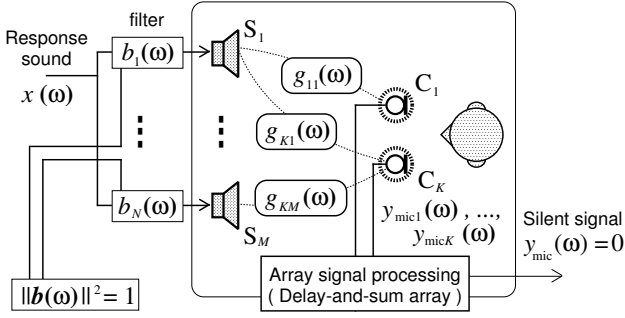 filter
Response
sound
x (ω)
b1(ω)
bN(ω)
S1
SM
g11(ω)
gK1(ω)
gKM(ω)
C1
CK
ymic1(ω) , ...,
ymicK (ω)
Silent signal
ymic(ω) = 0
Array signal processing
( Delay-and-sum array )
||b(ω)||² = 1